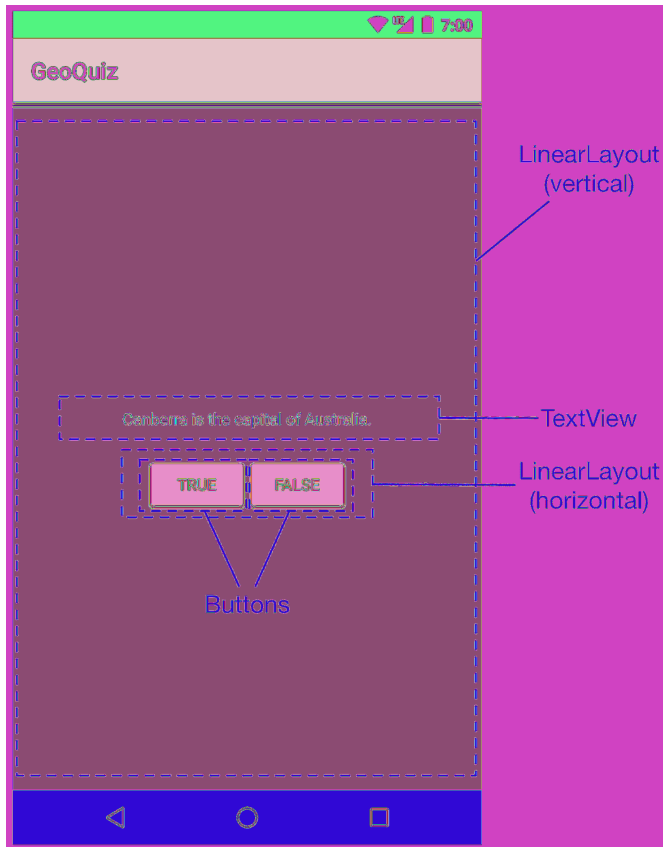 7:00
GeoQuiz
LinearLayout
(vertical)
Canberra is the capital of Australia.
TextView
TRUE
FALSE
LinearLayout
(horizontal)
Buttons